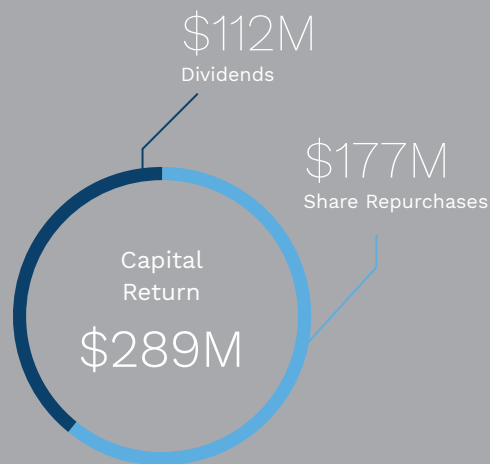 $112M
Dividends
$177M
Share Repurchases
Capital
Return
$289M